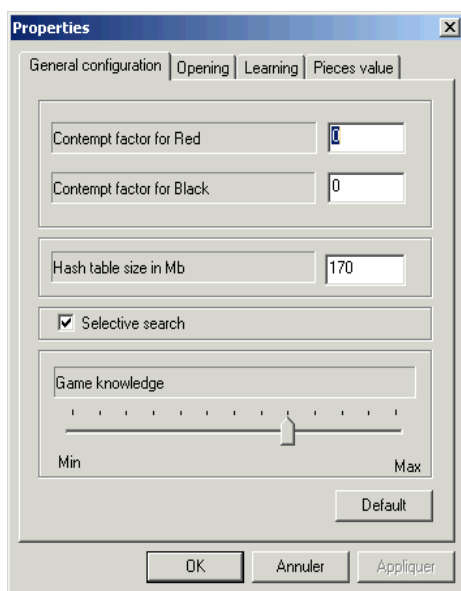 Properties
General configuration Opening Learning Pieces value
Contempt factor for Red 0
Contempt factor for Black 0
Hash table size in Mb 170
Selective search
Game knowledge
Min Max
Default
OK Annuler Appliquer